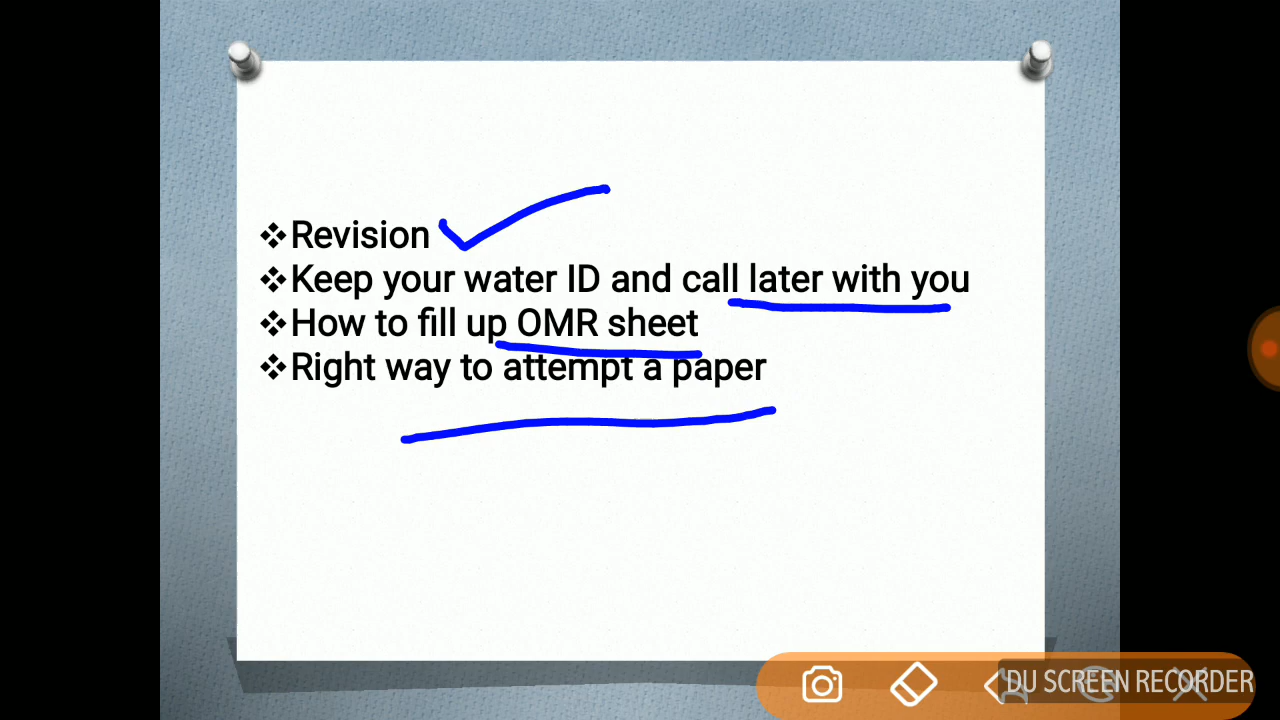 ❖Revision
❖Keep your water ID and call later with you
❖How to fill up OMR sheet
❖Right way to attempt a paper
DU SCREEN RECORDER